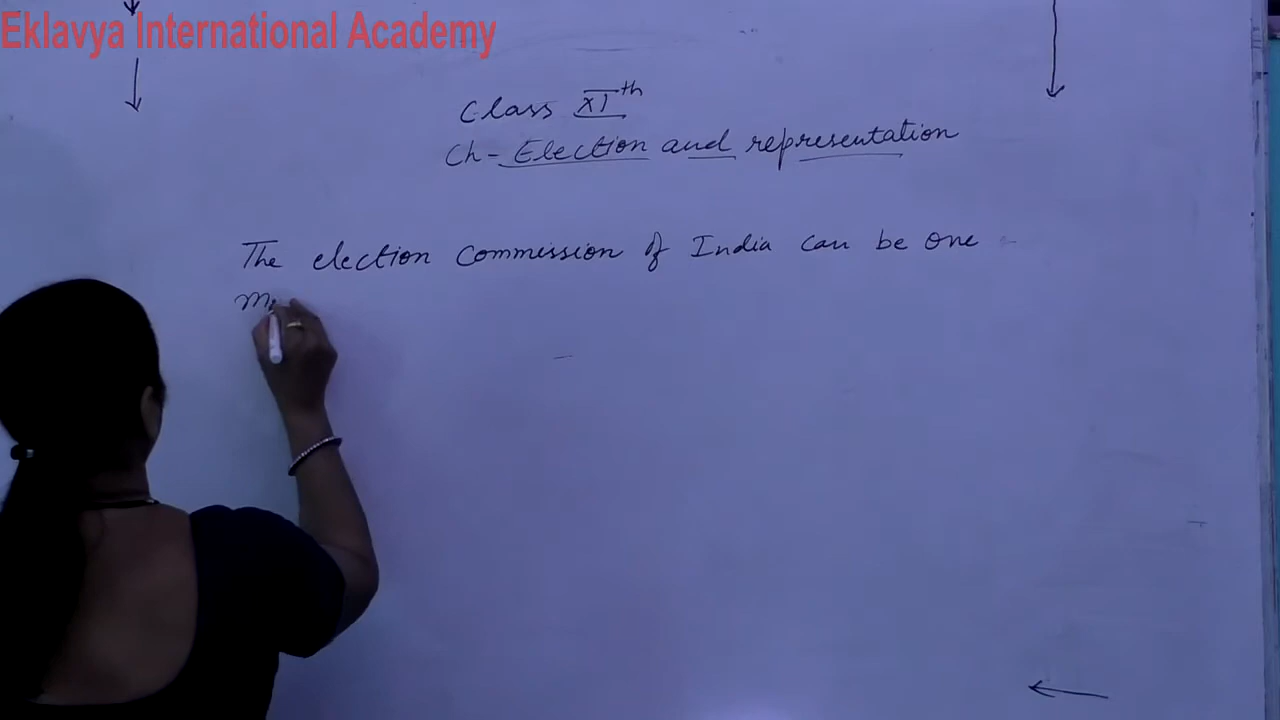 Eklavya International Academy
Class XIth
Ch- Election and representation
The election Commission of India can be one